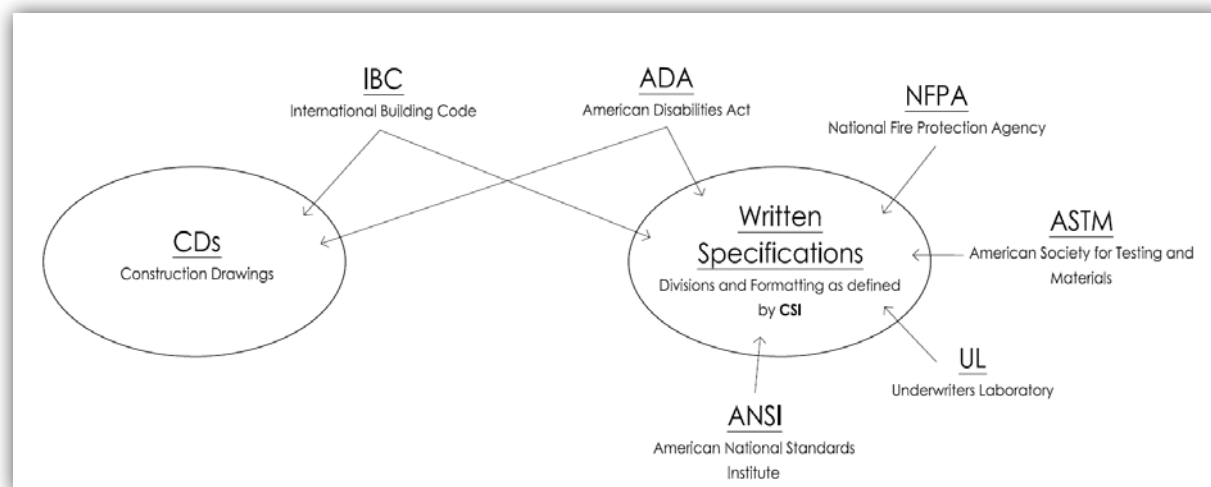 IBC
International Building Code
ADA
American Disabilities Act
NFPA
National Fire Protection Agency
CDs
Construction Drawings
Written
Specifications
Divisions and Formatting as defined
by CSI
ASTM
American Society for Testing and
Materials
UL
Underwriters Laboratory
ANSI
American National Standards
Institute